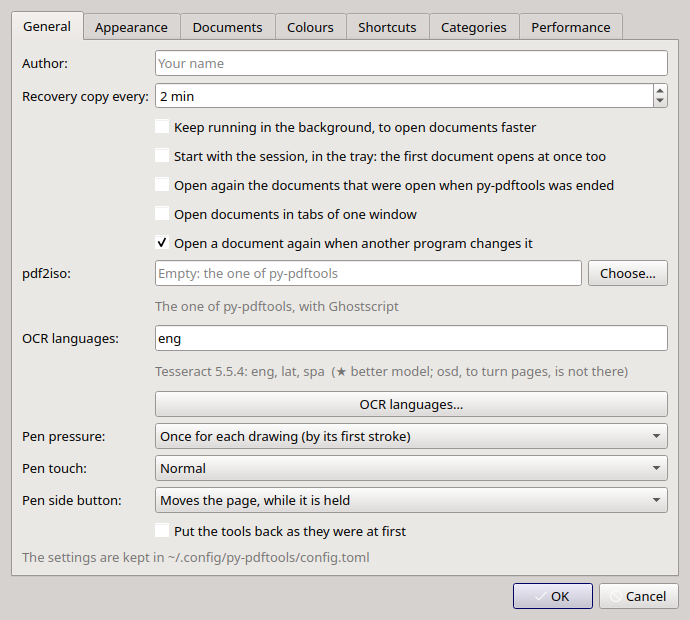 General Appearance Documents Colours Shortcuts Categories Performance
Author: Your name
Recovery copy every: 2 min
Keep running in the background, to open documents faster
Start with the session, in the tray: the first document opens at once too
Open again the documents that were open when py-pdftools was ended
Open documents in tabs of one window
Open a document again when another program changes it
pdf2iso: Empty: the one of py-pdftools Choose...
The one of py-pdftools, with Ghostscript
OCR languages: eng
Tesseract 5.5.4: eng, lat, spa (★ better model; osd, to turn pages, is not there)
OCR languages...
Pen pressure: Once for each drawing (by its first stroke)
Pen touch: Normal
Pen side button: Moves the page, while it is held
Put the tools back as they were at first
The settings are kept in ~/.config/py-pdftools/config.toml
OK Cancel